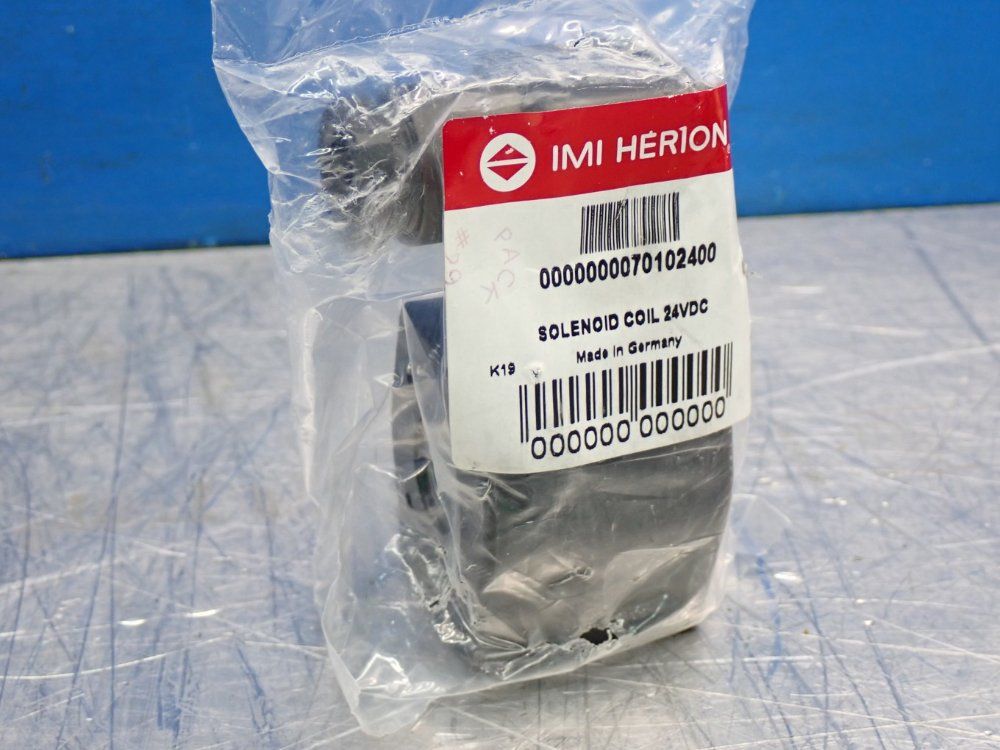 IMI HERION
0000000070102400
SOLENOID COIL 24VDC
Made in Germany
K19
000000 000000
PACK
#29